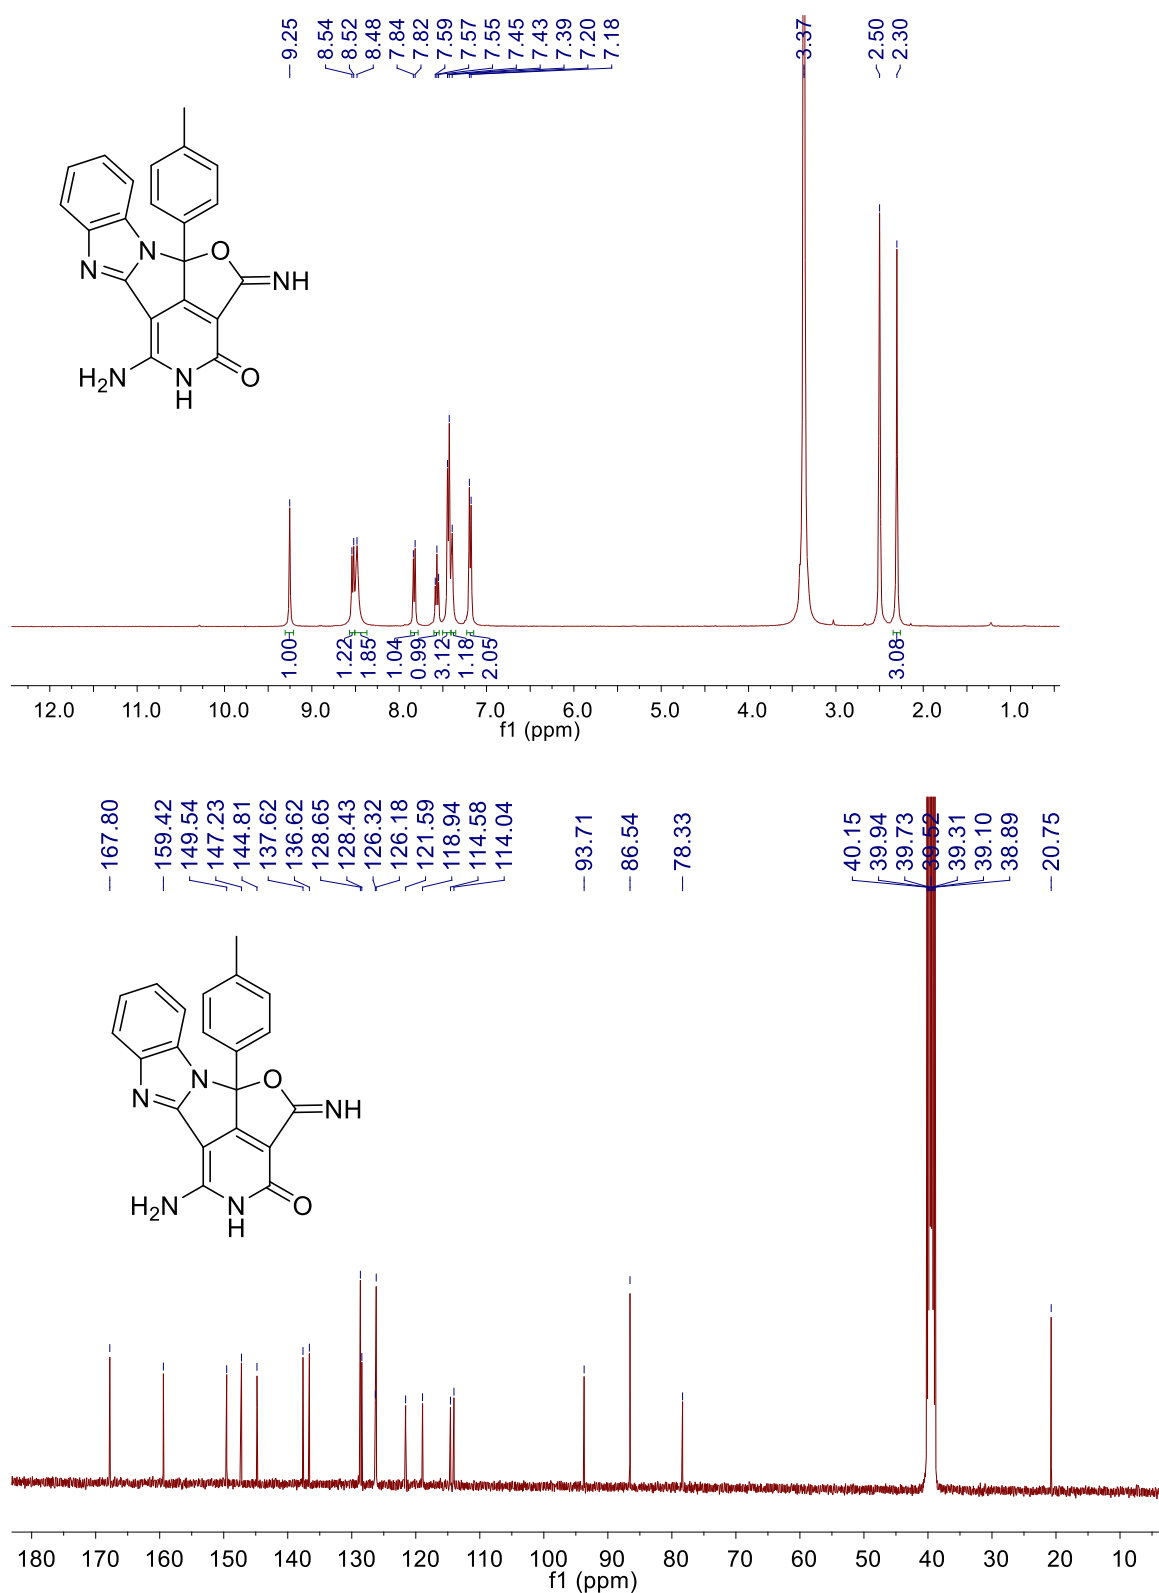 9.25 8.54 8.52 8.48 7.84 7.82 7.59 7.57 7.55 7.45 7.43 7.39 7.20 7.18 3.37 2.50 2.30
N O
N NH
H2N N O
H
1.00 1.22 1.85 1.04 0.99 3.12 1.18 2.05 3.08
12.0 11.0 10.0 9.0 8.0 7.0 6.0 5.0 4.0 3.0 2.0 1.0
f1 (ppm)
167.80 159.42 149.54 147.23 144.81 137.62 136.62 128.65 128.43 126.32 126.18 121.59 118.94 114.58 114.04 93.71 86.54 78.33 40.15 39.94 39.73 39.52 39.31 39.10 38.89 20.75
N O
N NH
H2N N O
H
180 170 160 150 140 130 120 110 100 90 80 70 60 50 40 30 20 10
f1 (ppm)